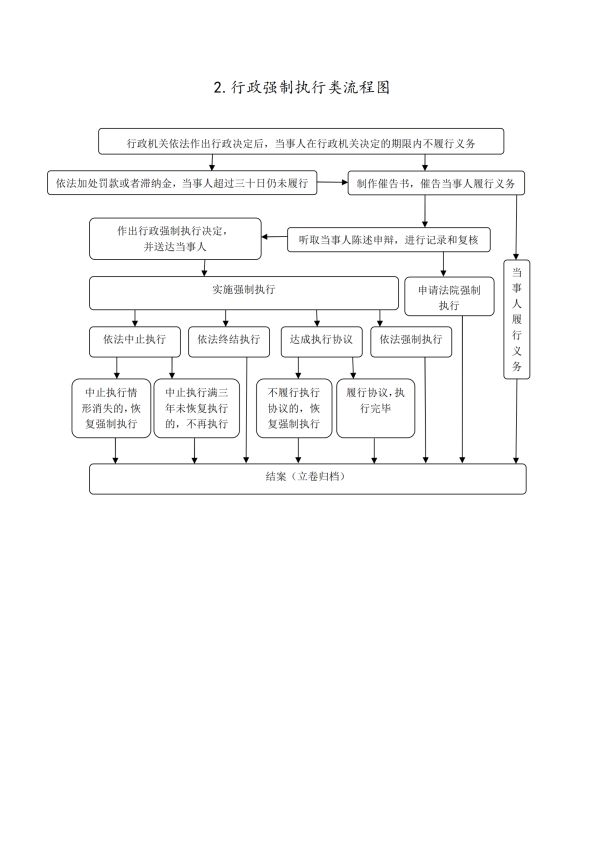 2.行政强制执行类流程图
行政机关依法作出行政决定后，当事人在行政机关决定的期限内不履行义务
依法加处罚款或者滞纳金，当事人超过三十日仍未履行
制作催告书，催告当事人履行义务
作出行政强制执行决定，
并送达当事人
听取当事人陈述申辩，进行记录和复核
当事人履行义务
实施强制执行
申请法院强制
执行
依法中止执行
依法终结执行
达成执行协议
依法强制执行
中止执行情
形消失的，恢
复强制执行
中止执行满三
年未恢复执行
的，不再执行
不履行执行
协议的，恢
复强制执行
履行协议，执
行完毕
结案（立卷归档）